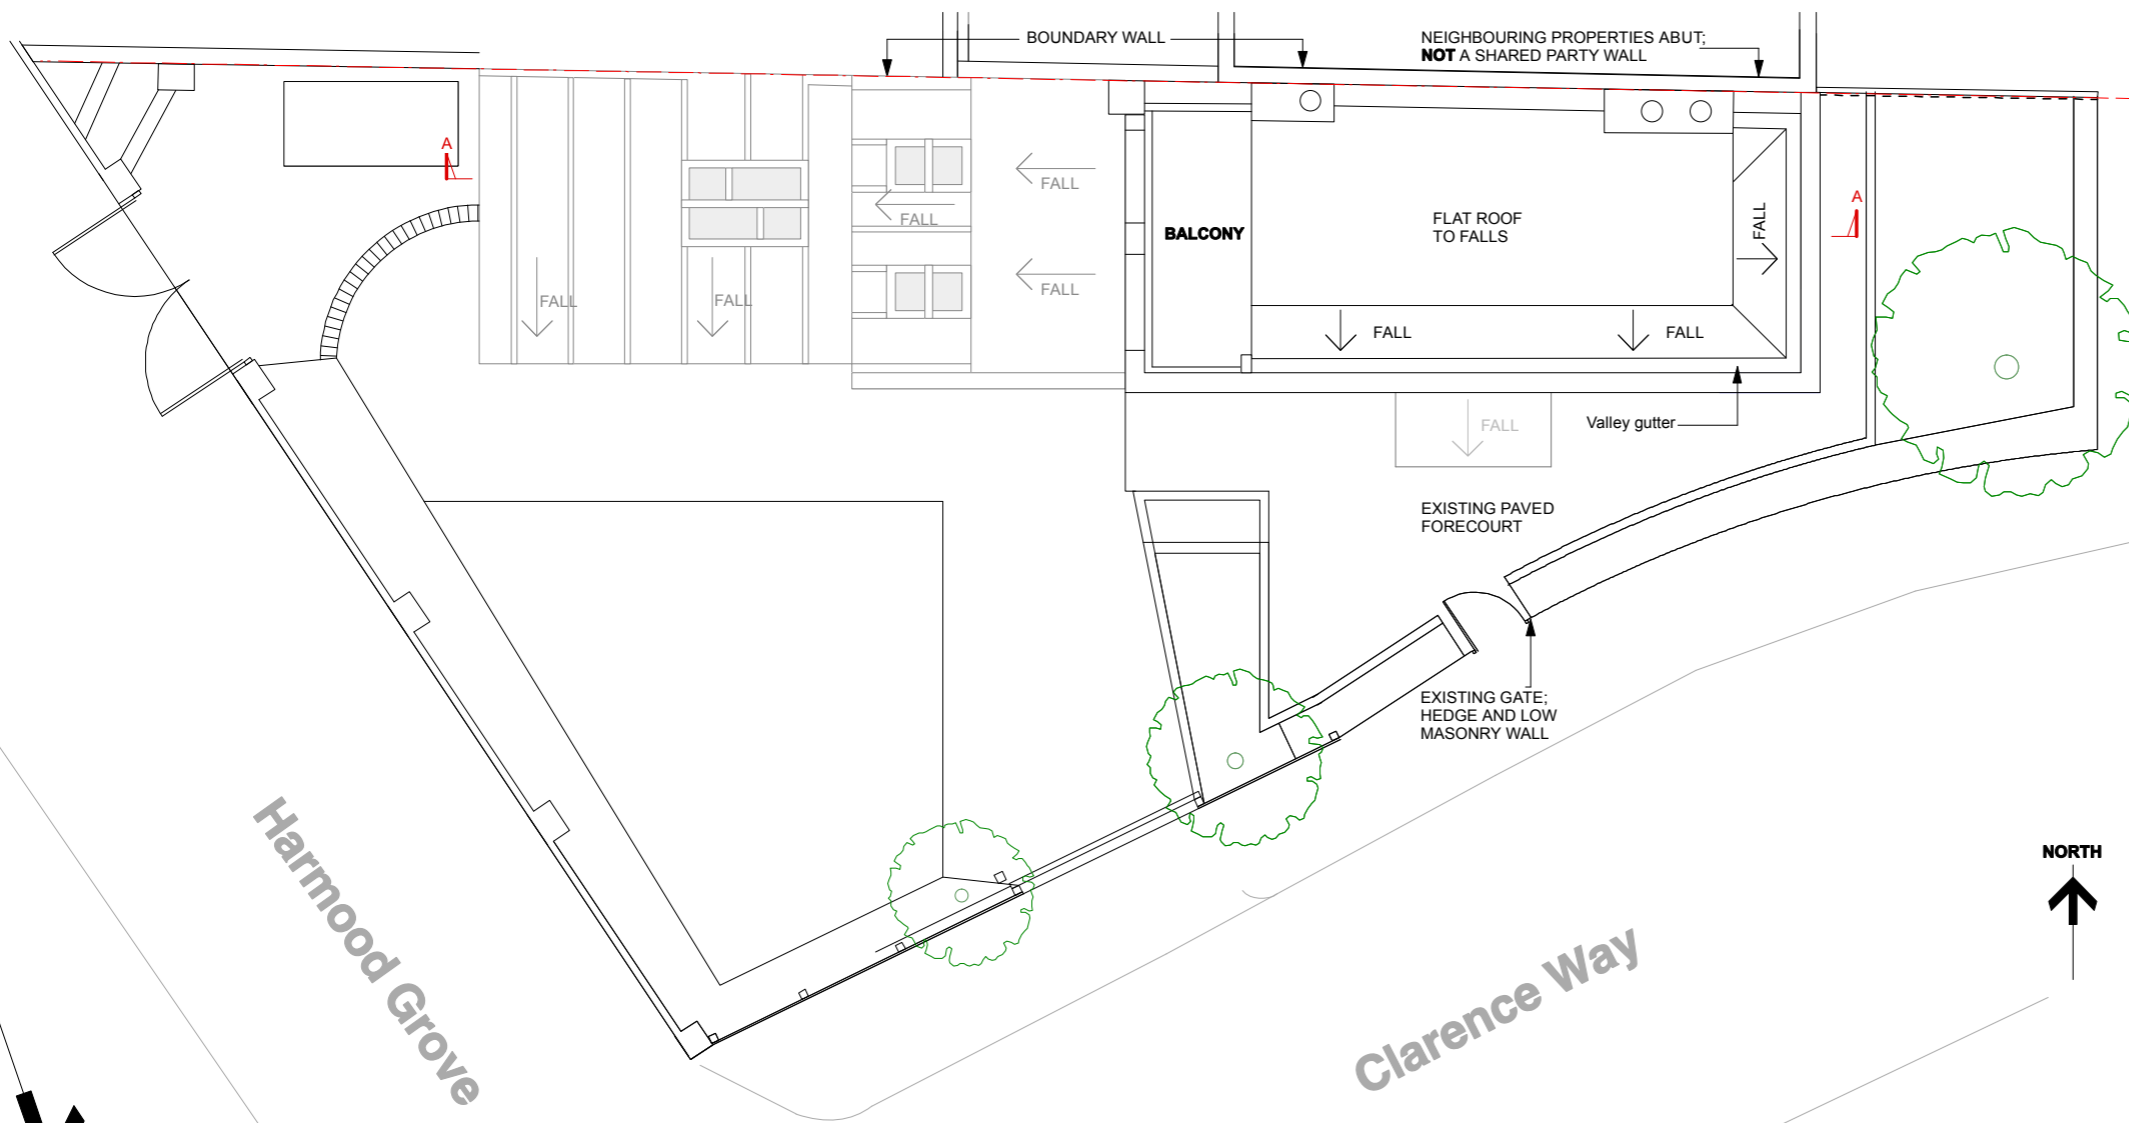 BOUNDARY WALL
NEIGHBOURING PROPERTIES ABUT;
NOT A SHARED PARTY WALL
A
FALL
FALL
A
BALCONY
FLAT ROOF
TO FALLS
FALL
FALL
FALL
FALL
FALL
FALL
Valley gutter
FALL
EXISTING PAVED
FORECOURT
EXISTING GATE;
HEDGE AND LOW
MASONRY WALL
Harmood Grove
Clarence Way
NORTH